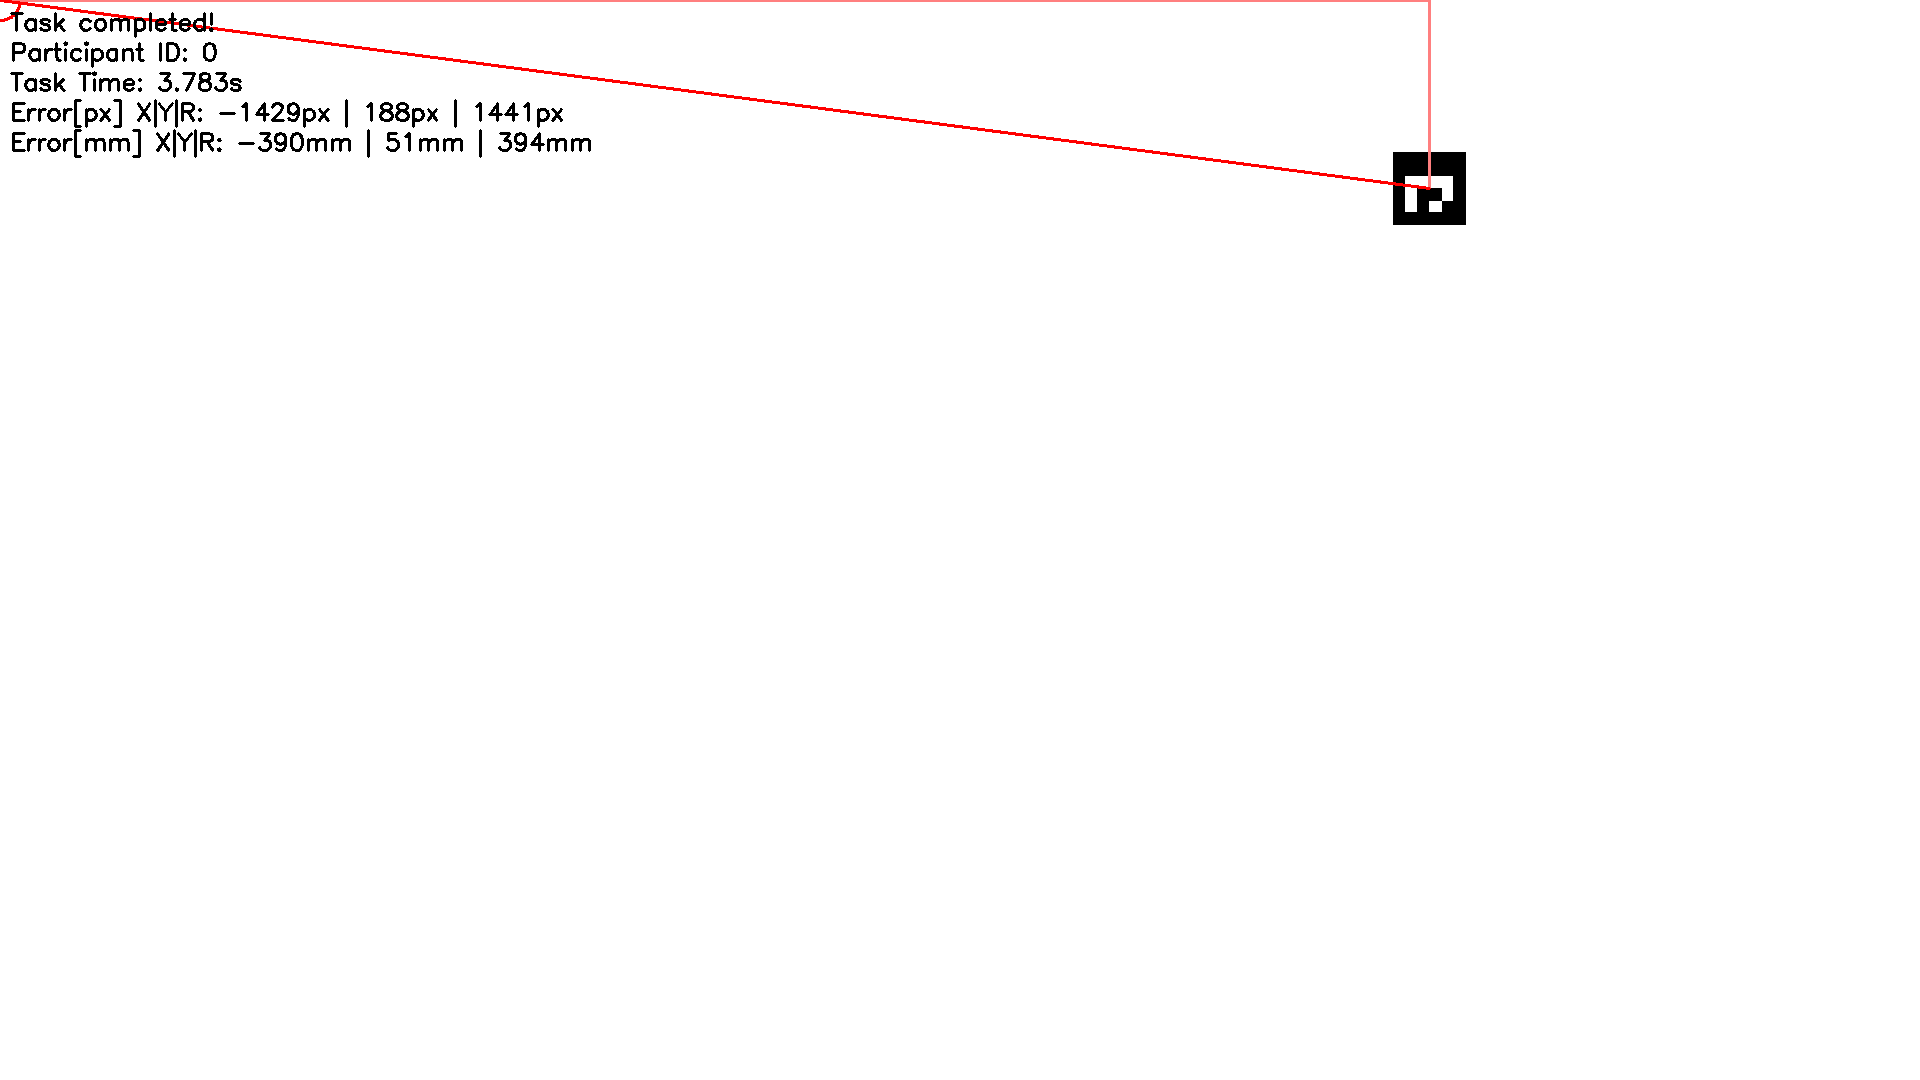 Task completed!
Participant ID: 0
Task Time: 3.783s
Error[px] X|Y|R: -1429px | 188px | 1441px
Error[mm] X|Y|R: -390mm | 51mm | 394mm